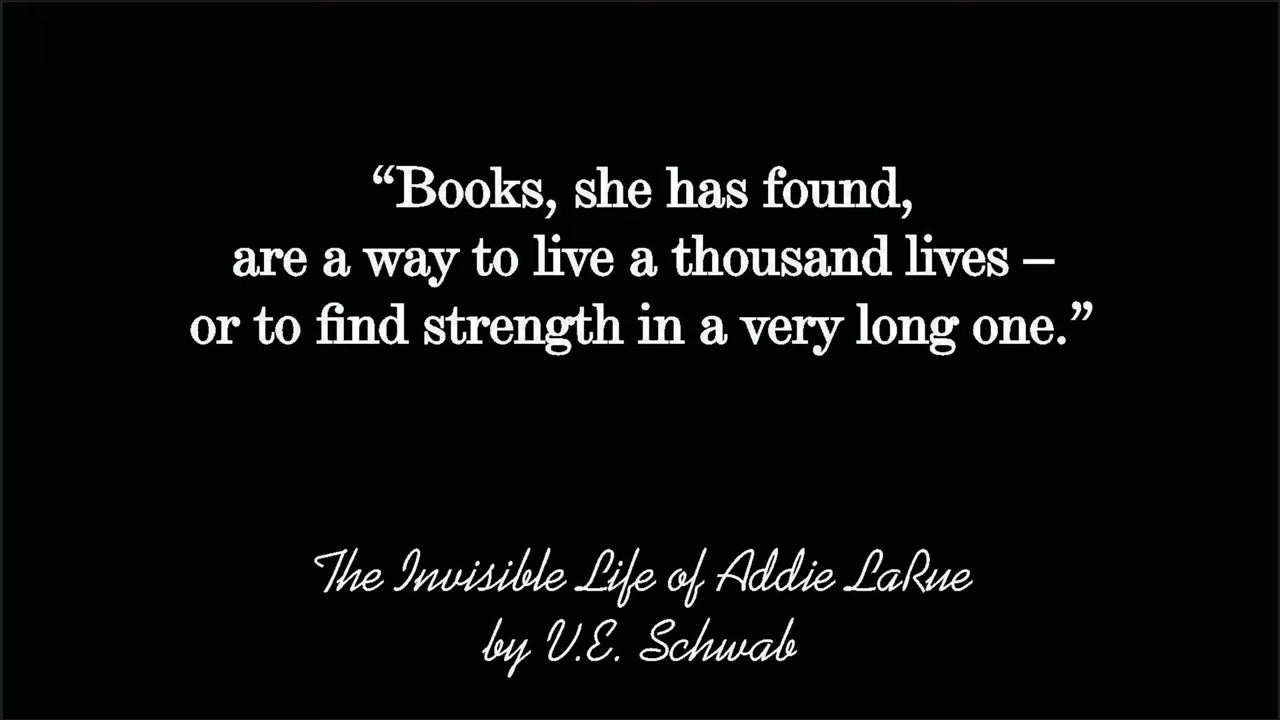 “Books, she has found,
are a way to live a thousand lives –
or to find strength in a very long one.”
The Invisible Life of Addie LaRue
by V.E. Schwab